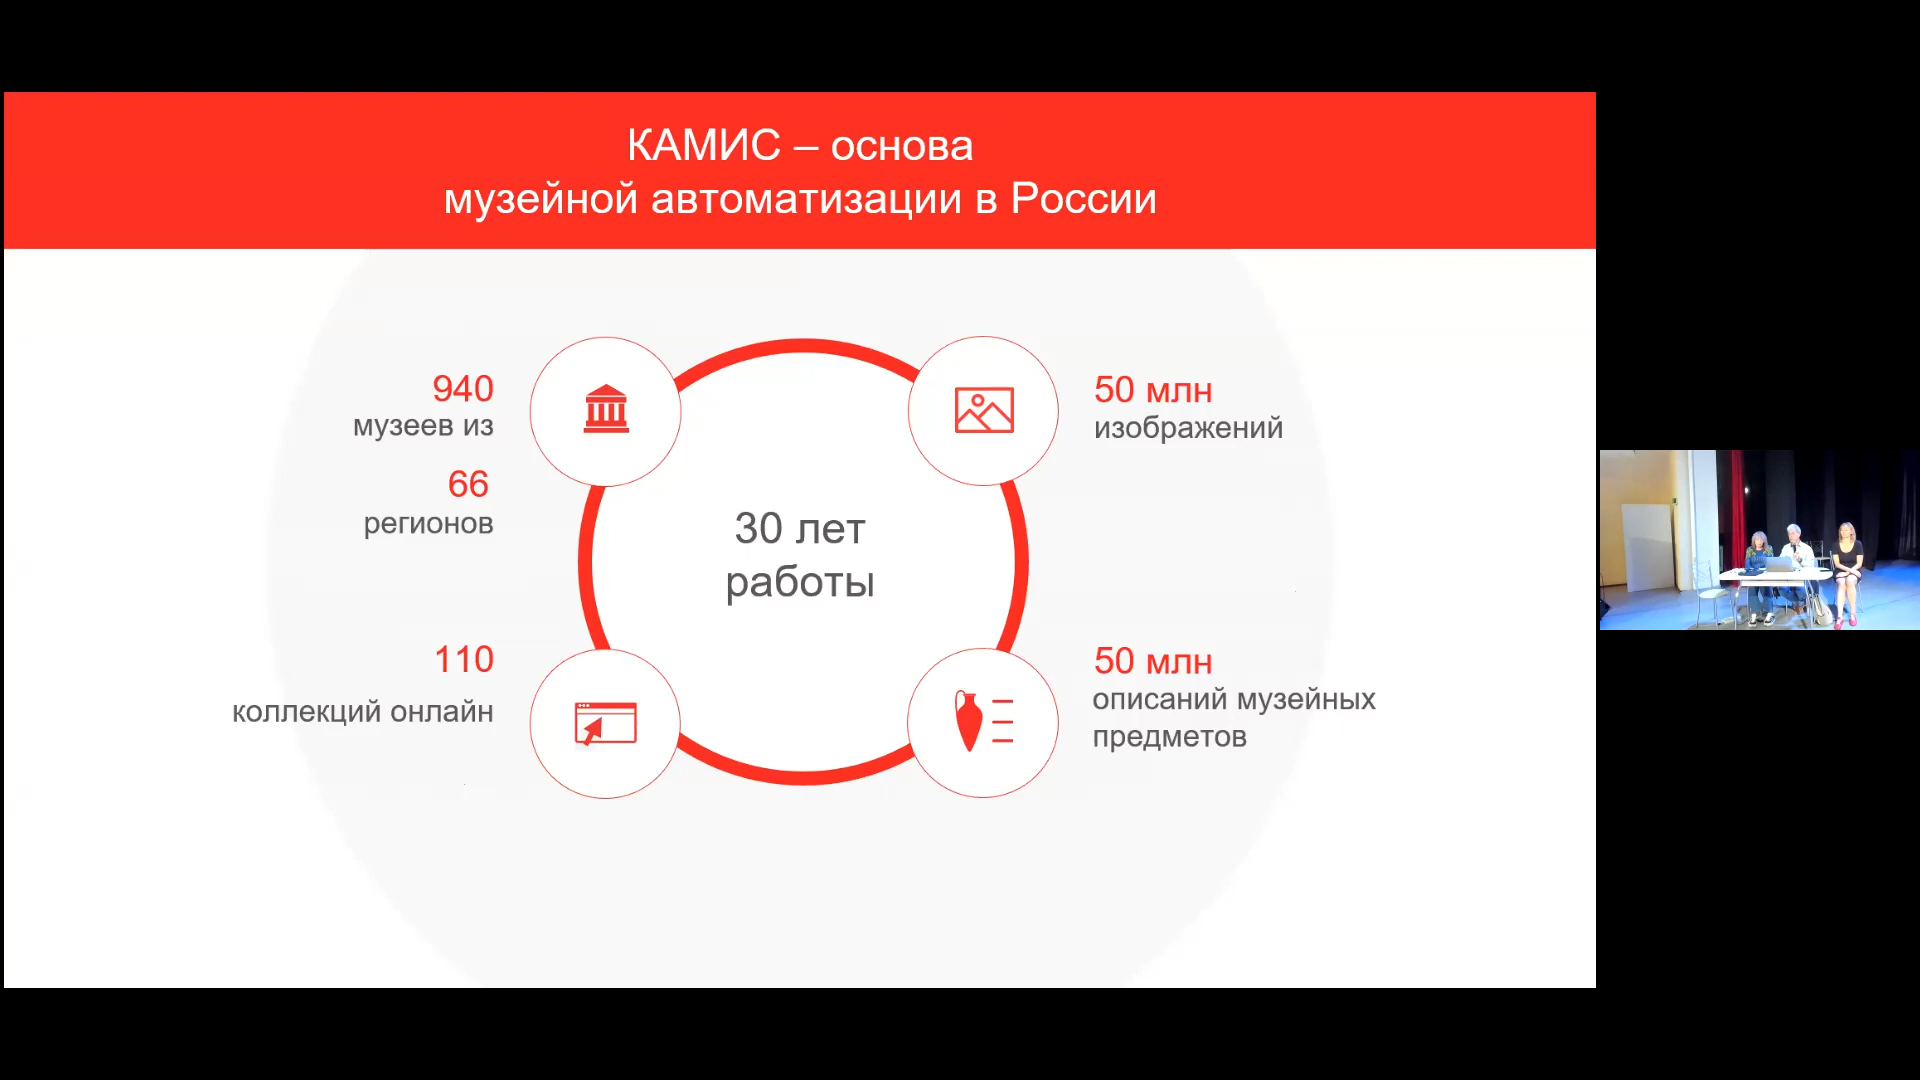 КАМИС – основа
музейной автоматизации в России
940
музеев из
66
регионов
110
коллекций онлайн
30 лет
работы
50 млн
изображений
50 млн
описаний музейных
предметов